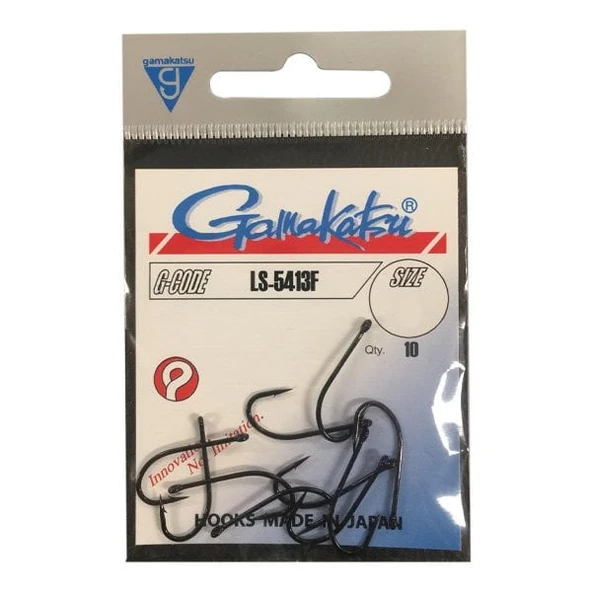 gamakatsu
Gamakatsu®
G-CODE LS-5413F SIZE
Qty. 10
Innovation
No Imitation.
HOOKS MADE IN JAPAN